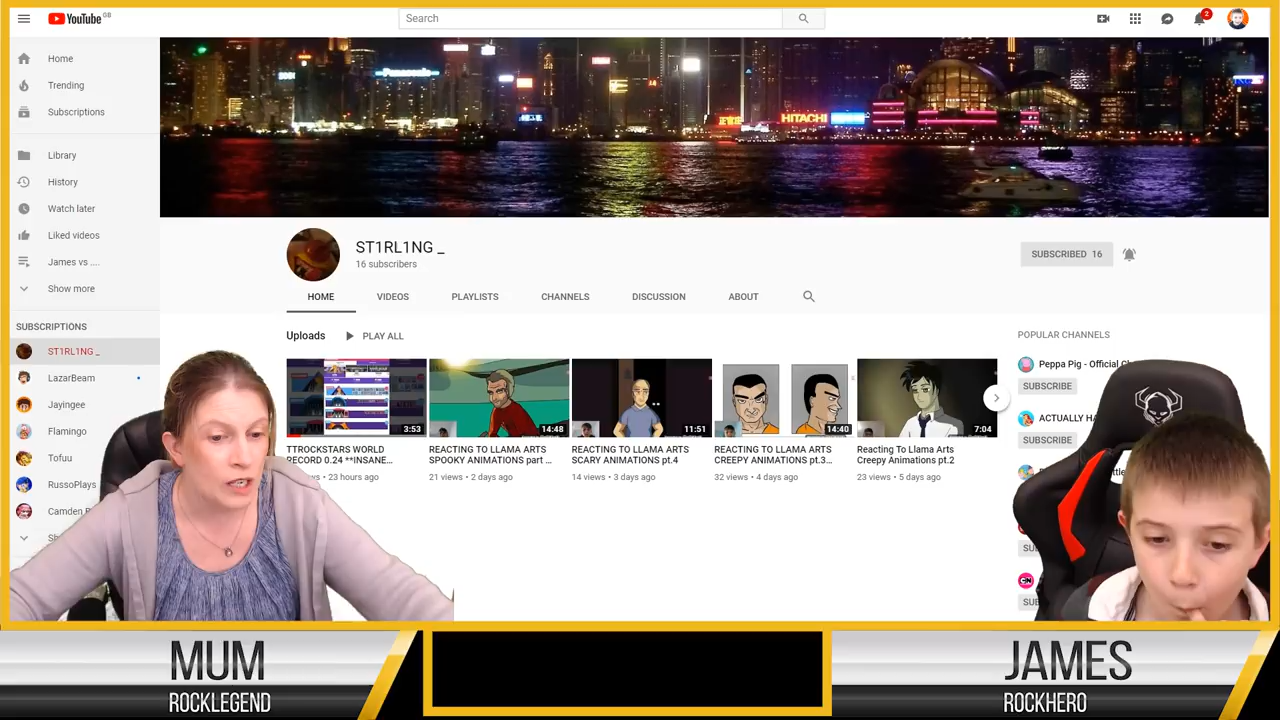 YouTube GB
Search
2
Home
Trending
Subscriptions
Library
History
Watch later
Liked videos
James vs ....
Show more
SUBSCRIPTIONS
ST1RL1NG _
LazarBeam
Jayingee
Flamingo
Tofuu
RussoPlays
Camden
Panasonic
HITACHI
ST1RL1NG _
16 subscribers
SUBSCRIBED 16
HOME
VIDEOS
PLAYLISTS
CHANNELS
DISCUSSION
ABOUT
Uploads
PLAY ALL
3:53
TTROCKSTARS WORLD
RECORD 0.24 **INSANE...
23 hours ago
14:48
REACTING TO LLAMA ARTS
SPOOKY ANIMATIONS part ...
21 views • 2 days ago
11:51
REACTING TO LLAMA ARTS
SCARY ANIMATIONS pt.4
14 views • 3 days ago
14:40
REACTING TO LLAMA ARTS
CREEPY ANIMATIONS pt.3...
32 views • 4 days ago
7:04
Reacting To Llama Arts
Creepy Animations pt.2
23 views • 5 days ago
POPULAR CHANNELS
Peppa Pig - Official
SUBSCRIBE
ACTUALLY
SUBSCRIBE
CN
MUM
ROCKLEGEND
JAMES
ROCKHERO